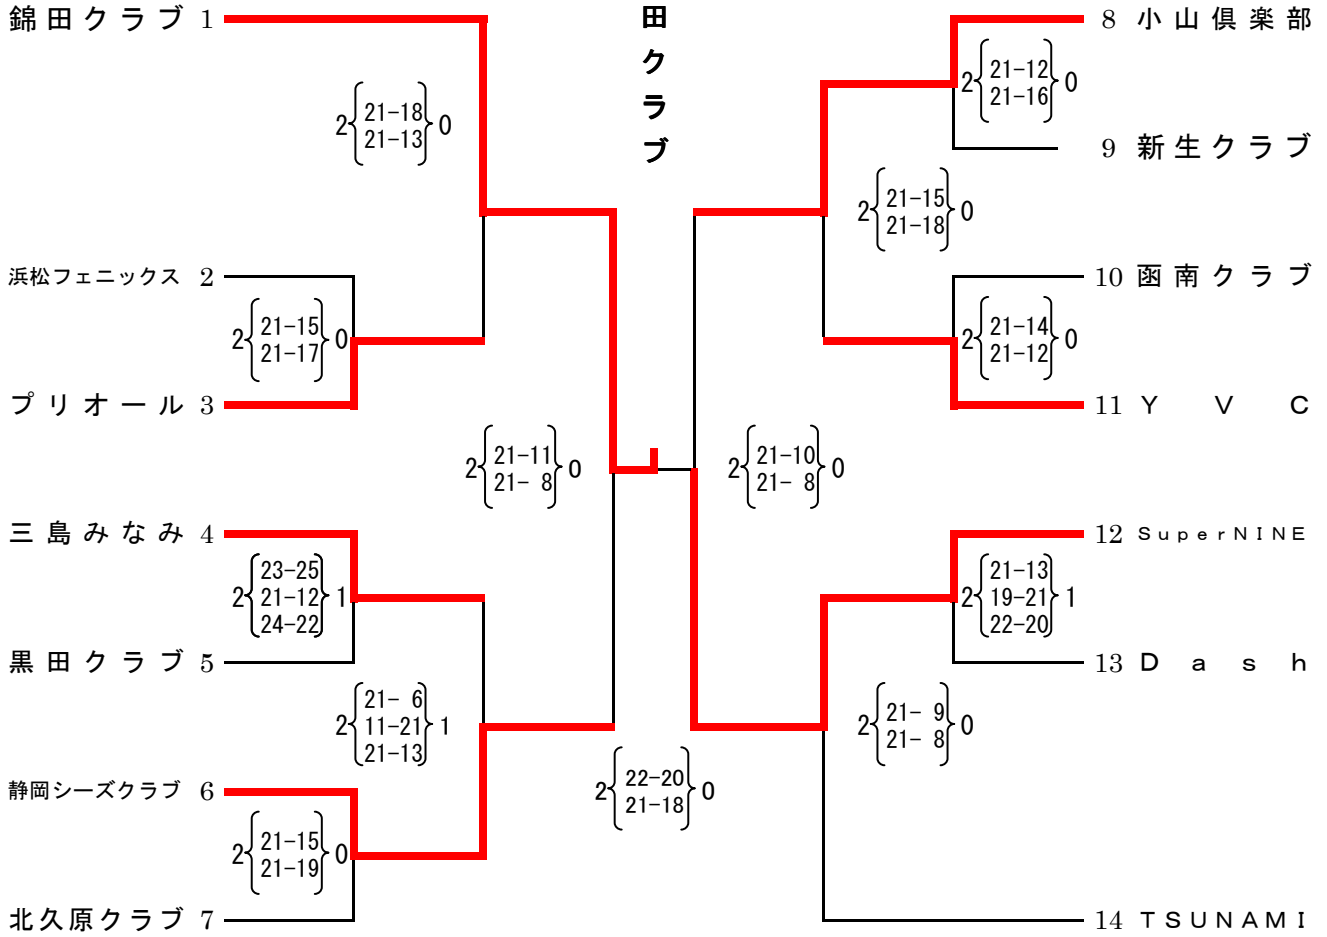 錦田クラブ 1
2 21-18 0
21-13
浜松フェニックス 2
2 21-15 0
21-17
プリオール 3
2 21-11 0
21- 8
三島みなみ 4
23-25
2 21-12 1
24-22
黒田クラブ 5
21- 6
2 11-21 1
21-13
静岡シーズクラブ 6
2 21-15 0
21-19
北久原クラブ 7
田クラブ
2 22-20 0
21-18
8 小山倶楽部
2 21-12 0
21-16
9 新生クラブ
2 21-15 0
21-18
10 函南クラブ
2 21-14 0
21-12
11 YVC
2 21-10 0
21- 8
12 SuperNINE
21-13
2 19-21 1
22-20
13 Dash
2 21- 9 0
21- 8
14 TSUNAMI